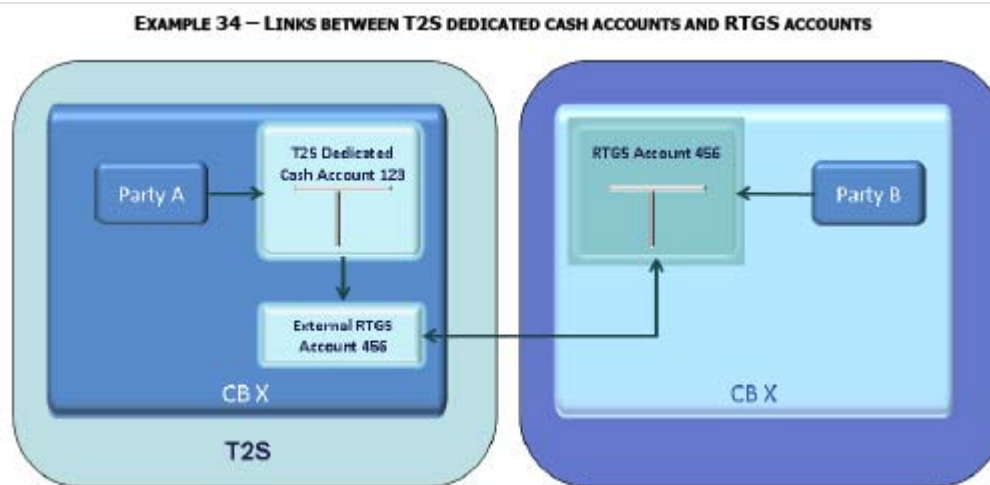 EXAMPLE 34 – LINKS BETWEEN T2S DEDICATED CASH ACCOUNTS AND RTGS ACCOUNTS
T2S Dedicated
Cash Account 123
Party A
External RTGS
Account 456
CB X
T2S
RTGS Account 456
Party B
CB X